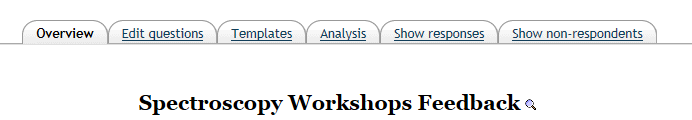 Overview Edit questions Templates Analysis Show responses Show non-respondents
Spectroscopy Workshops Feedback